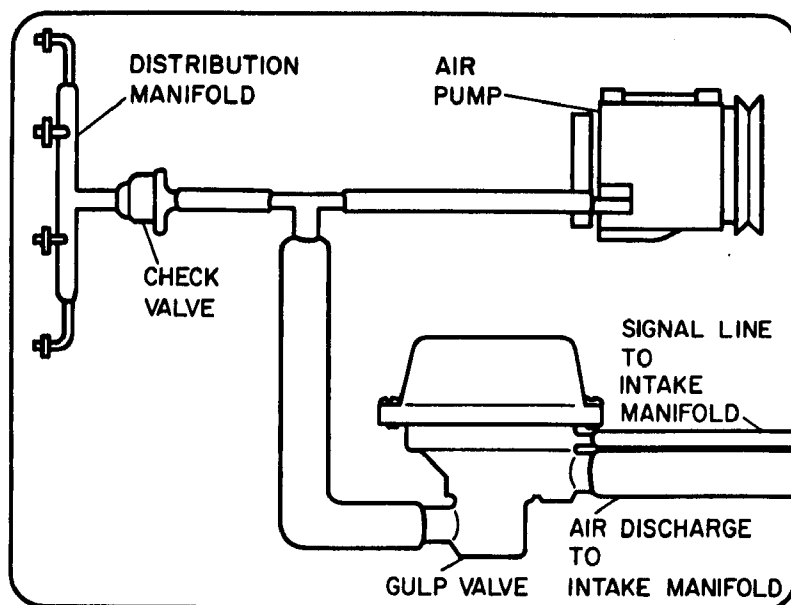 DISTRIBUTION
MANIFOLD
AIR
PUMP
CHECK
VALVE
SIGNAL LINE
TO
INTAKE
MANIFOLD
AIR DISCHARGE
TO
INTAKE MANIFOLD
GULP VALVE